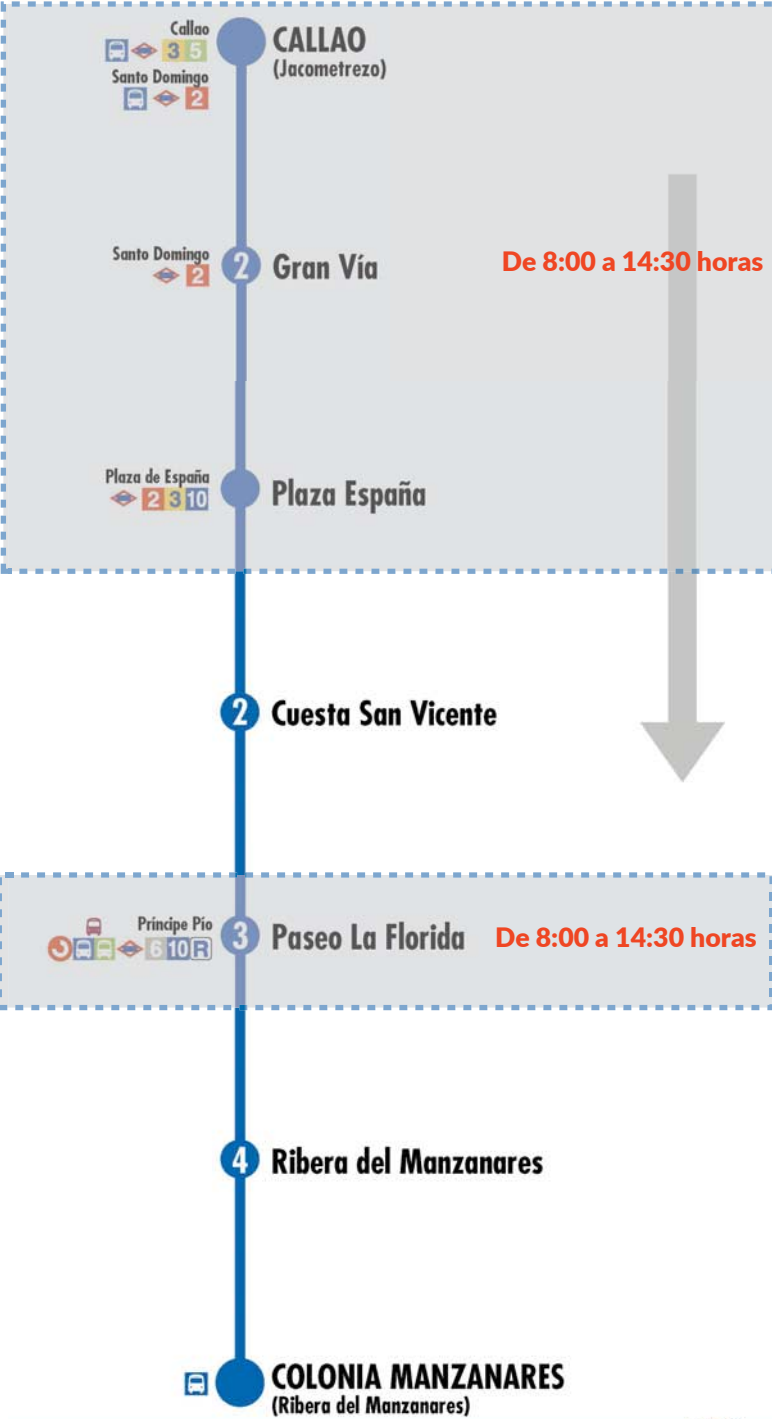 Callao
3 5
CALLAO
(Jacometrezo)
Santo Domingo
2
Santo Domingo
2
2
Gran Vía
De 8:00 a 14:30 horas
Plaza de España
2 3 10
Plaza España
2
Cuesta San Vicente
Príncipe Pío
6 10 R
3
Paseo La Florida
De 8:00 a 14:30 horas
4
Ribera del Manzanares
COLONIA MANZANARES
(Ribera del Manzanares)